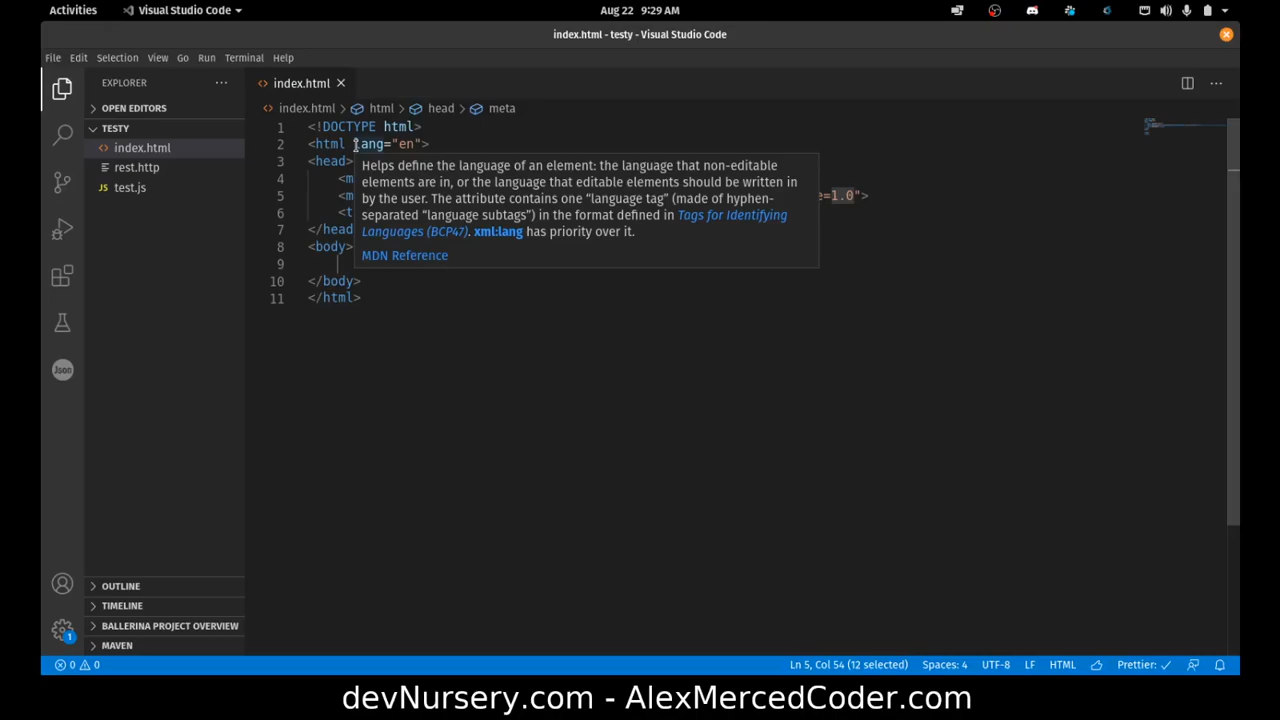 Activities
Visual Studio Code
Aug 22 9:29 AM
index.html - testy - Visual Studio Code
File Edit Selection View Go Run Terminal Help
EXPLORER
index.html
OPEN EDITORS
index.html > html > head > meta
TESTY
index.html
rest.http
test.js
1 <!DOCTYPE html>
2 <html lang="en">
3 <head>
4 <m
5 <m e=1.0">
6 <t
7 </head
8 <body>
9
10 </body>
11 </html>
Helps define the language of an element: the language that non-editable
elements are in, or the language that editable elements should be written in
by the user. The attribute contains one “language tag” (made of hyphen-
separated “language subtags”) in the format defined in Tags for Identifying
Languages (BCP47). xml:lang has priority over it.
MDN Reference
Json
OUTLINE
TIMELINE
BALLERINA PROJECT OVERVIEW
MAVEN
1
0 0
Ln 5, Col 54 (12 selected)
Spaces: 4
UTF-8
LF
HTML
Prettier: ✓
devNursery.com - AlexMercedCoder.com